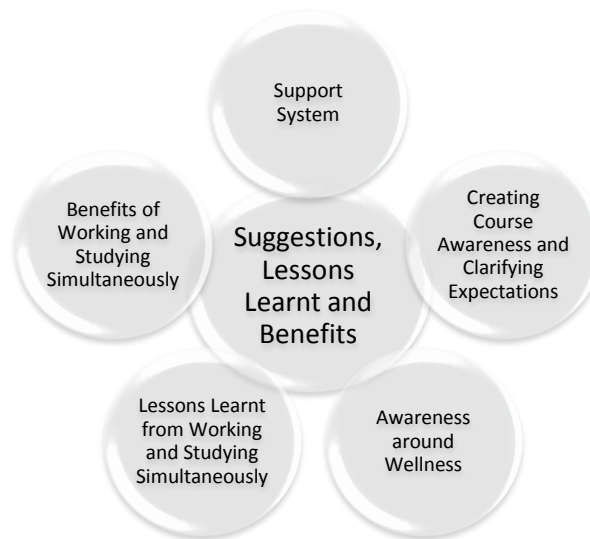 Support
System
Creating
Course
Awareness and
Clarifying
Expectations
Awareness
around
Wellness
Lessons Learnt
from Working
and Studying
Simultaneously
Benefits of
Working and
Studying
Simultaneously
Suggestions,
Lessons
Learnt and
Benefits